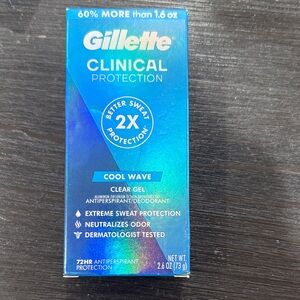 60% MORE than 1.6 oz
Gillette
CLINICAL
PROTECTION
BETTER SWEAT
2X
PROTECTION
COOL WAVE
CLEAR GEL
ANTIPERSPIRANT/DEODORANT
EXTREME SWEAT PROTECTION
NEUTRALIZES ODOR
DERMATOLOGIST TESTED
72HR ANTIPERSPIRANT
PROTECTION
NET WT
2.6 OZ (73 g)